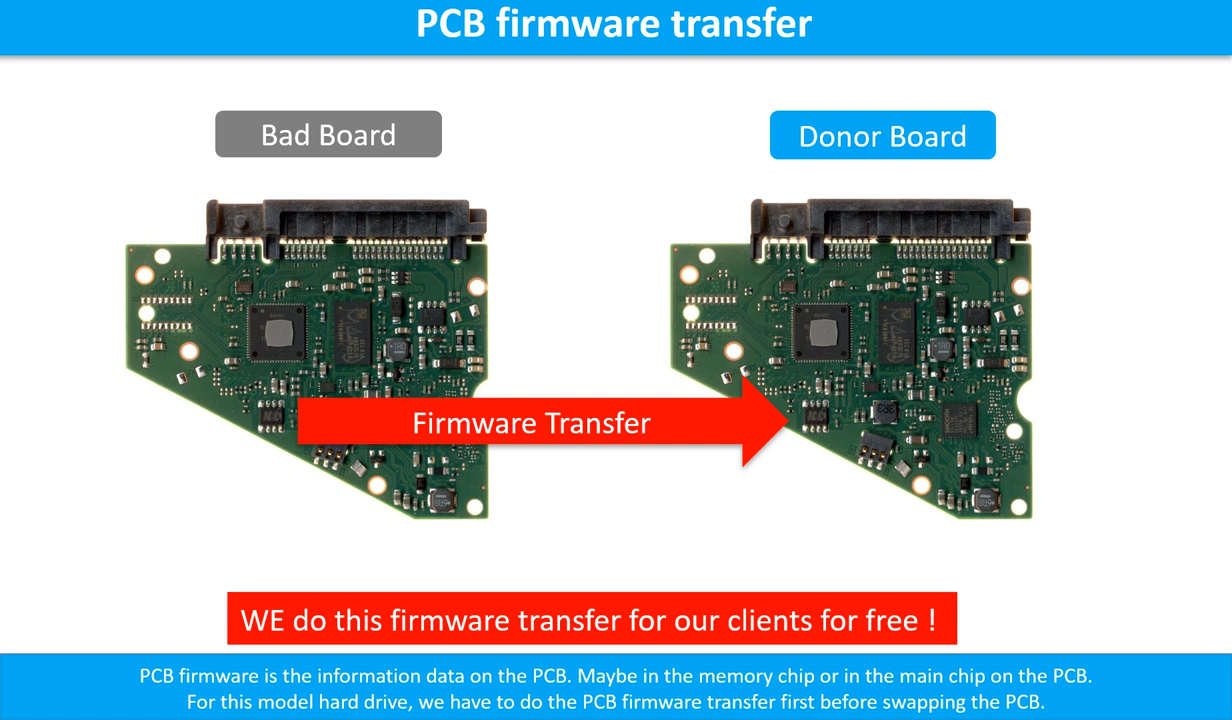 PCB firmware transfer
Bad Board
Donor Board
Firmware Transfer
WE do this firmware transfer for our clients for free !
PCB firmware is the information data on the PCB. Maybe in the memory chip or in the main chip on the PCB.
For this model hard drive, we have to do the PCB firmware transfer first before swapping the PCB.